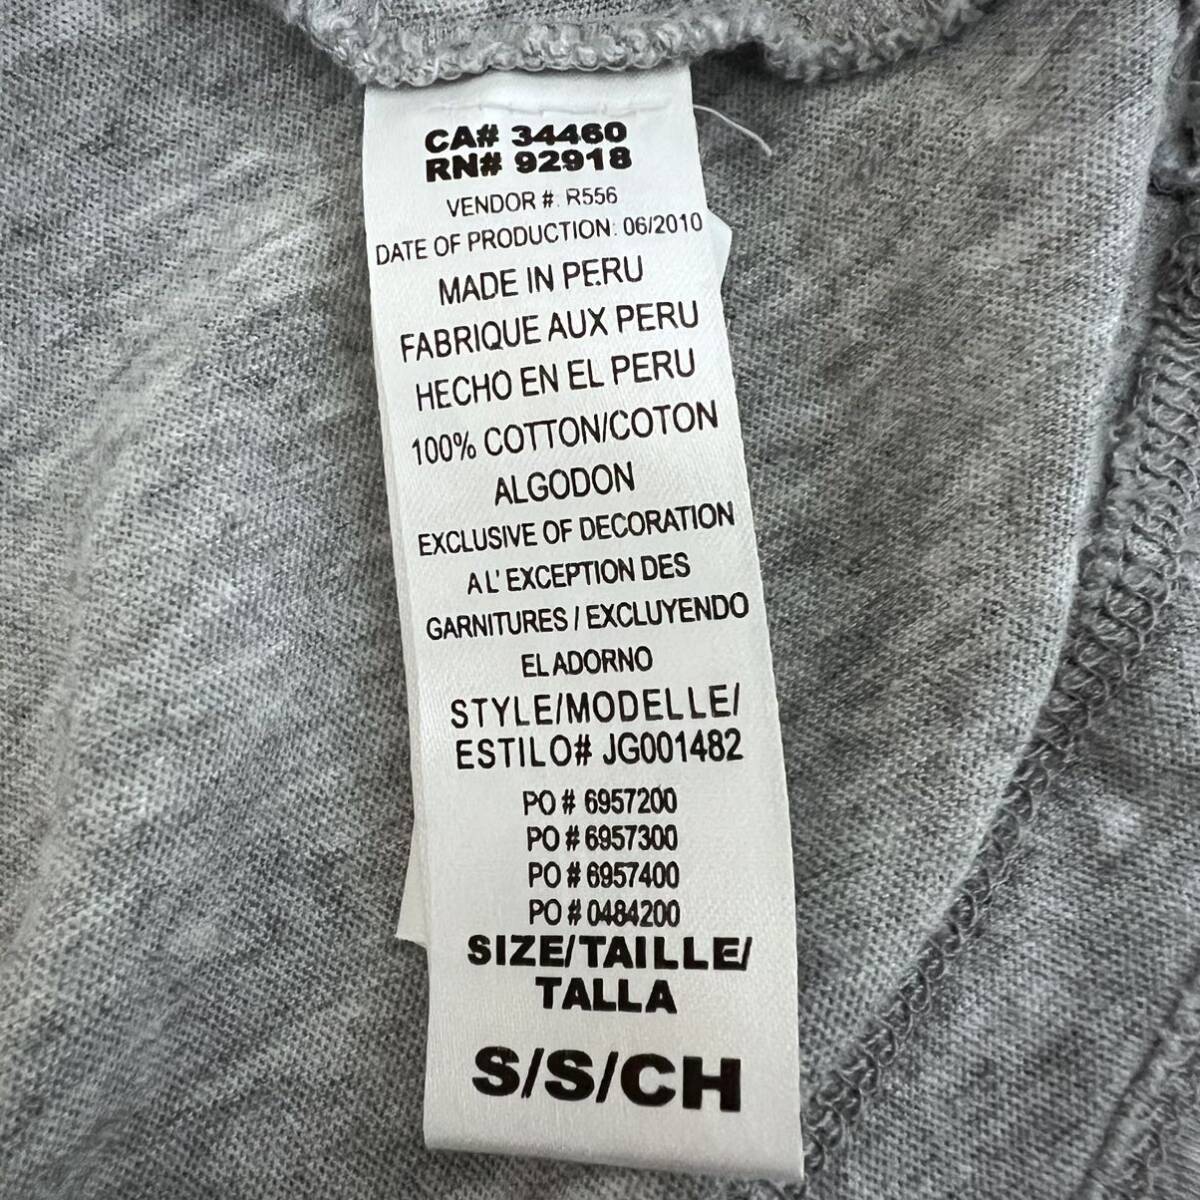 CA# 34460
RN# 92918
VENDOR #. R556
DATE OF PRODUCTION: 06/2010
MADE IN PERU
FABRIQUE AUX PERU
HECHO EN EL PERU
100% COTTON/COTON
ALGODON
EXCLUSIVE OF DECORATION
A L' EXCEPTION DES
GARNITURES / EXCLUYENDO
EL ADORNO
STYLE/MODELLE/
ESTILO# JG001482
PO # 6957200
PO # 6957300
PO # 6957400
PO # 0484200
SIZE/TAILLE/
TALLA
S/S/CH